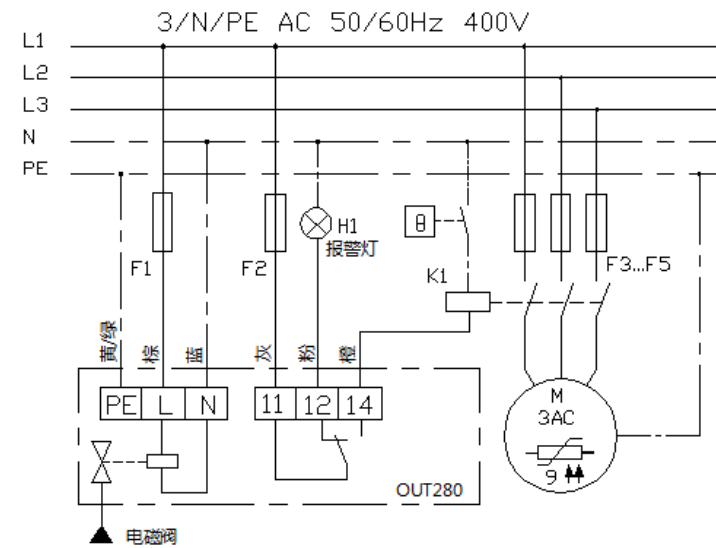 3/N/PE AC 50/60Hz 400V
L1
L2
L3
N
PE
F1
F2
H1
报警灯
θ
K1
F3...F5
黄/绿
棕
蓝
灰
粉
橙
PE L N
11 12 14
M
3AC
9
OUT280
电磁阀